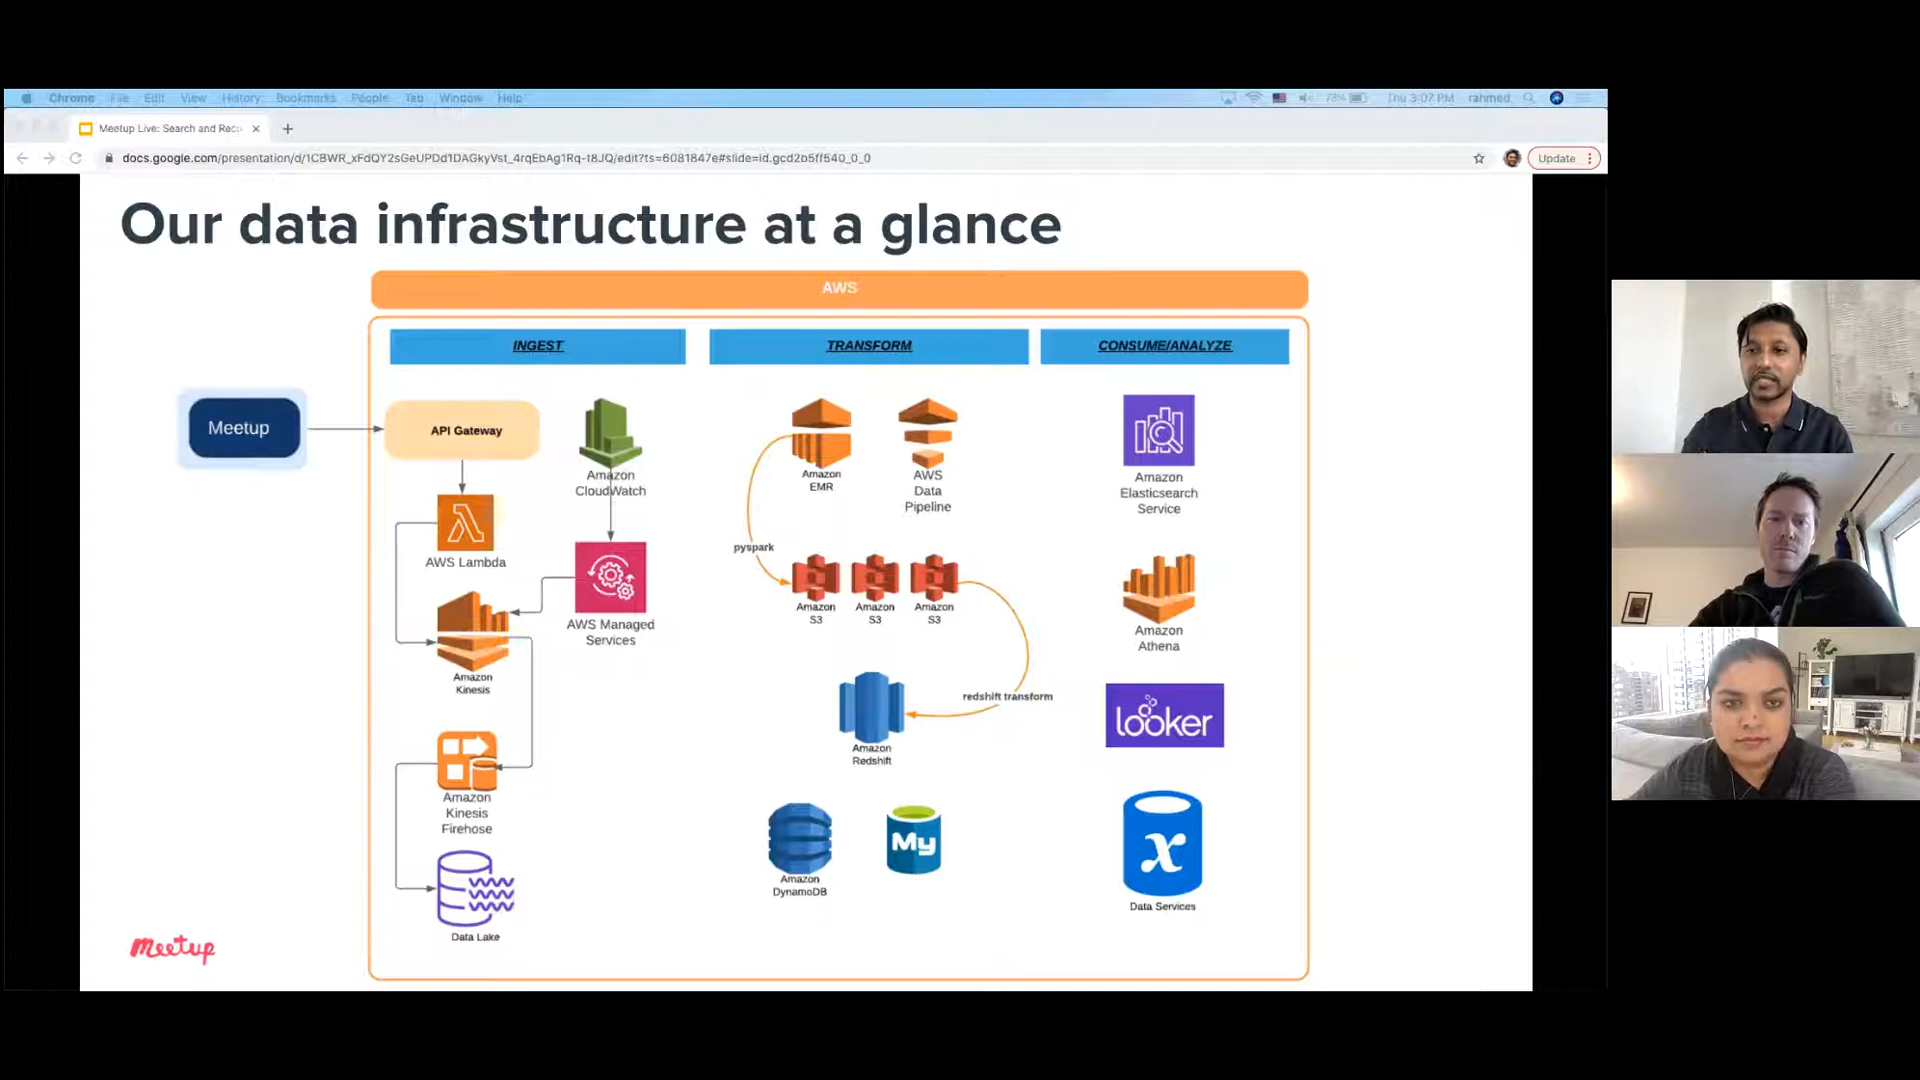 Chrome File Edit View History Bookmarks People Tab Window Help
73% Thu 3:07 PM rahmed
Meetup Live: Search and Reco
docs.google.com/presentation/d/1CBWR_xFdQY2sGeUPDd1DAGkyVst_4rqEbAg1Rq-t8JQ/edit?ts=6081847e#slide=id.gcd2b5ff540_0_0
Update
Our data infrastructure at a glance
AWS
INGEST
TRANSFORM
CONSUME/ANALYZE
Meetup
API Gateway
Amazon
CloudWatch
AWS Lambda
AWS Managed
Services
Amazon
Kinesis
Amazon
Kinesis
Firehose
Data Lake
Amazon
EMR
AWS
Data
Pipeline
pyspark
Amazon
S3
Amazon
S3
Amazon
S3
redshift transform
Amazon
Redshift
Amazon
DynamoDB
My
Amazon
Elasticsearch
Service
Amazon
Athena
looker
x
Data Services
Meetup